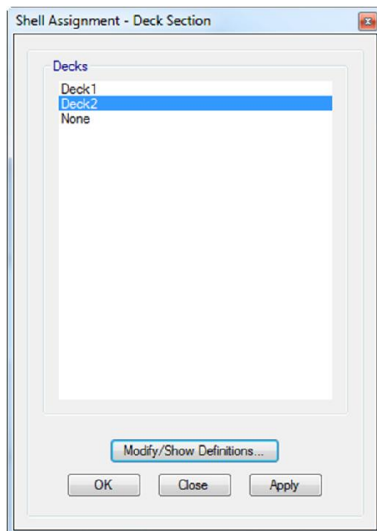 Shell Assignment - Deck Section
Decks
Deck1
Deck2
None
Modify/Show Definitions...
OK Close Apply